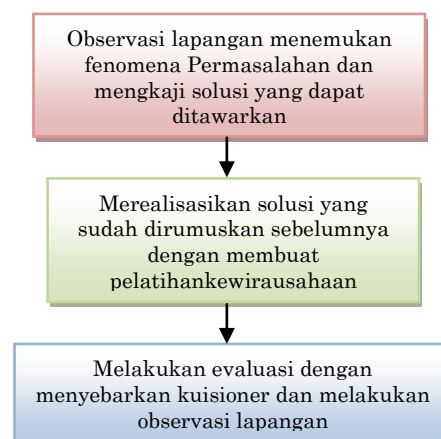 Observasi lapangan menemukan
fenomena Permasalahan dan
mengkaji solusi yang dapat
ditawarkan
Merealisasikan solusi yang
sudah dirumuskan sebelumnya
dengan membuat
pelatihankewirausahaan
Melakukan evaluasi dengan
menyebarkan kuisioner dan melakukan
observasi lapangan